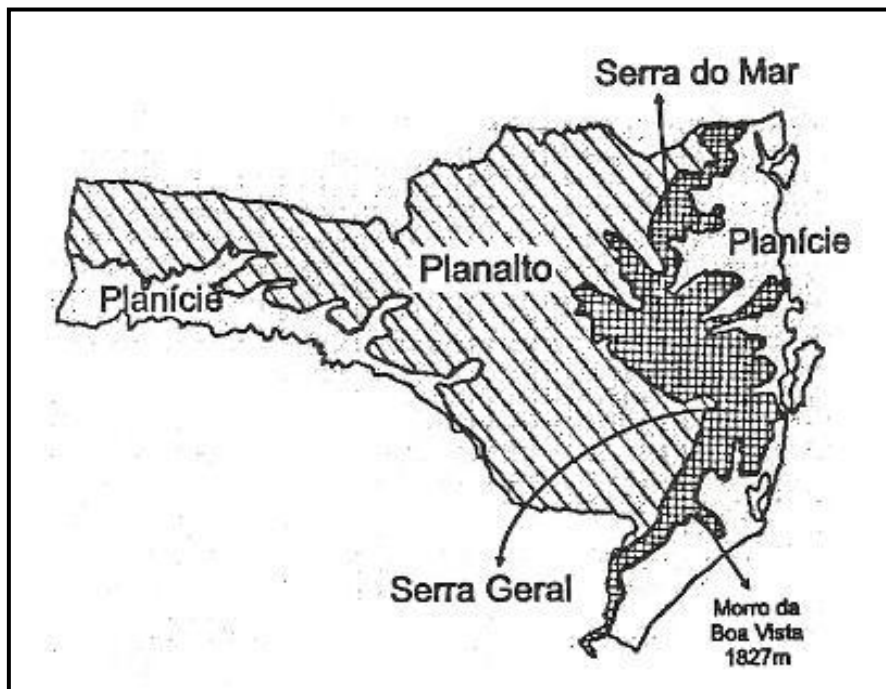 Serra do Mar
Planície
Planalto
Planície
Serra Geral
Morro da
Boa Vista
1827m